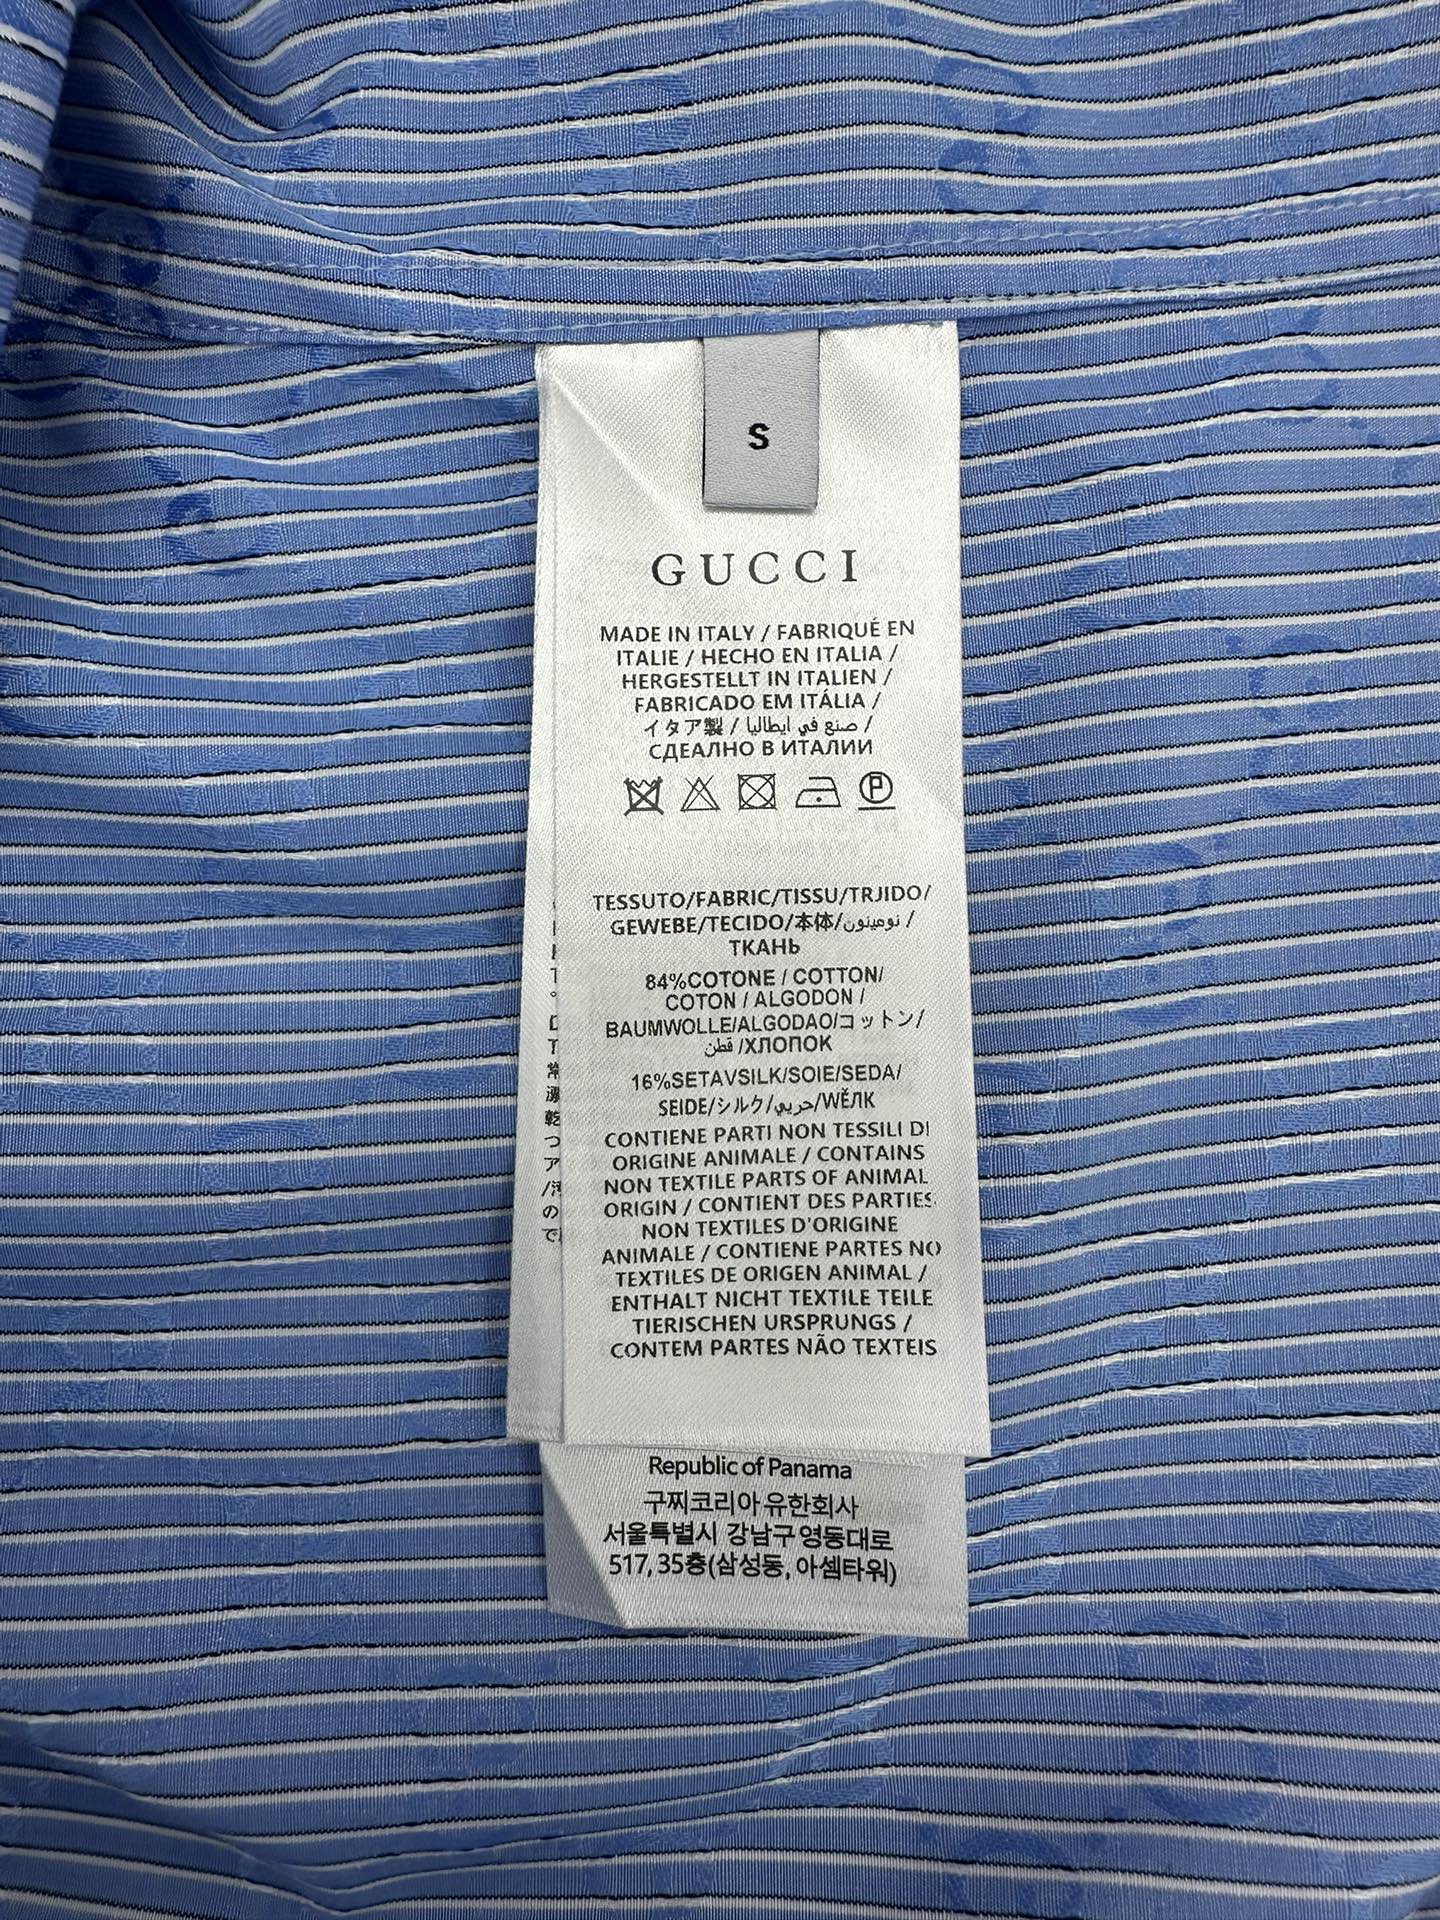 S
GUCCI
MADE IN ITALY / FABRIQUÉ EN
ITALIE / HECHO EN ITALIA /
HERGESTELLT IN ITALIEN /
FABRICADO EM ITÁLIA /
イタア製 / صنع في ايطاليا /
СДЕЛАНО В ИТАЛИИ
P
TESSUTO/FABRIC/TISSU/TRJIDO/
GEWEBE/TECIDO/本体/نوعينون /
ТКАНЬ
84%COTONE / COTTON/
COTON / ALGODON /
BAUMWOLLE/ALGODAO/コットン/
قطن /ХЛОПОК
16%SETAVSILK/SOIE/SEDA/
SEIDE/シルク/حريي/WĚЛK
CONTIENE PARTI NON TESSILI DI
ORIGINE ANIMALE / CONTAINS
NON TEXTILE PARTS OF ANIMAL
ORIGIN / CONTIENT DES PARTIES
NON TEXTILES D'ORIGINE
ANIMALE / CONTIENE PARTES NO
TEXTILES DE ORIGEN ANIMAL /
ENTHALT NICHT TEXTILE TEILE
TIERISCHEN URSPRUNGS /
CONTEM PARTES NÃO TEXTEIS
Republic of Panama
구찌코리아 유한회사
서울특별시 강남구 영동대로
517, 35층(삼성동, 아셈타워)